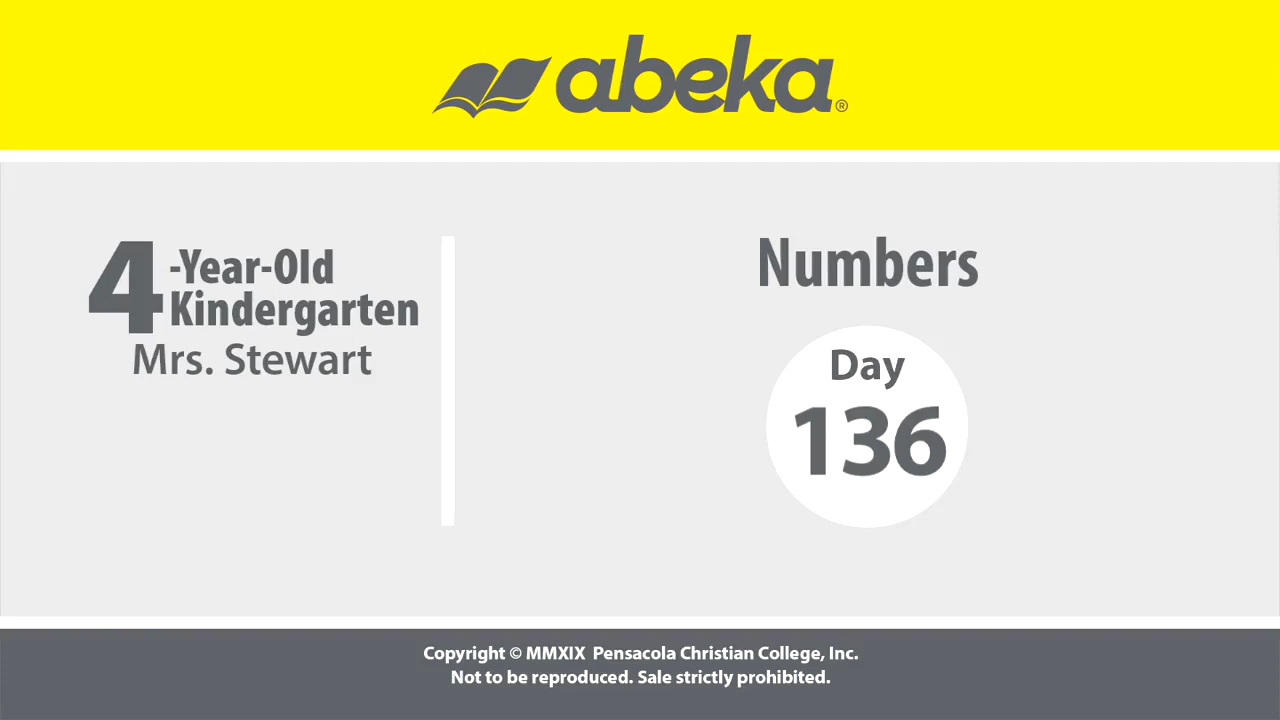 abeka®
4-Year-Old
Kindergarten
Mrs. Stewart
Numbers
Day
136
Copyright © MMXIX Pensacola Christian College, Inc.
Not to be reproduced. Sale strictly prohibited.